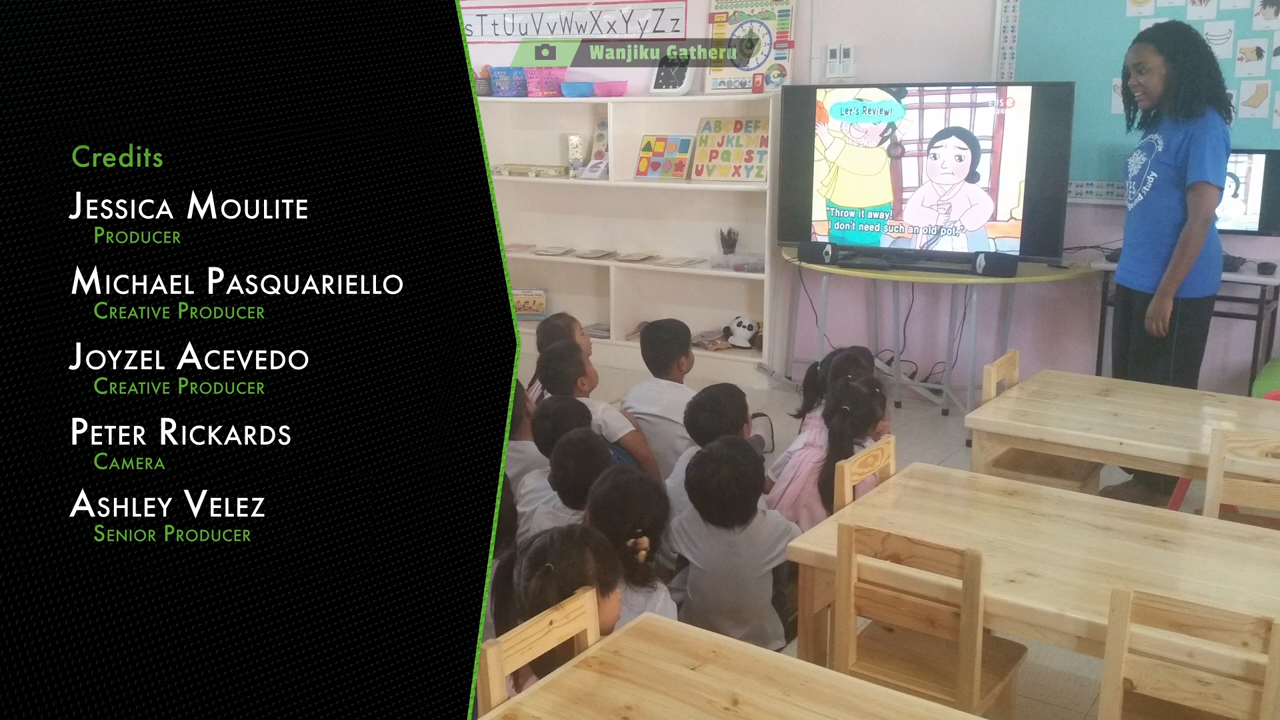 Credits
Jessica Moulite
Producer
Michael Pasquariello
Creative Producer
Joyzel Acevedo
Creative Producer
Peter Rickards
Camera
Ashley Velez
Senior Producer
sTtUuVvWwXxYyZz
Wanjiku Gatheru
Let's Review!
"Throw it away!
I don't need such an old pot."